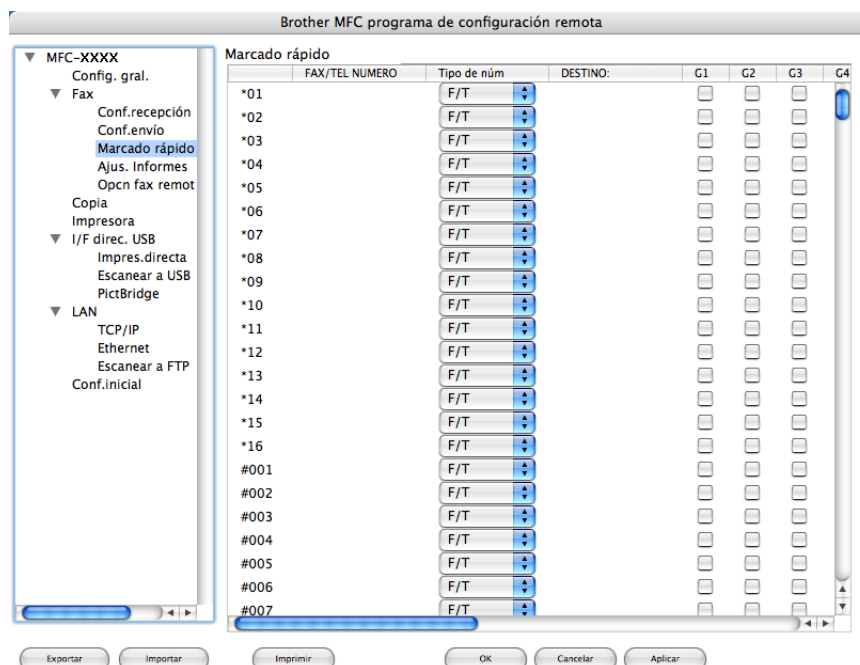 Brother MFC programa de configuración remota
MFC-XXXX
Config. gral.
Fax
Conf.recepción
Conf.envío
Marcado rápido
Ajus. Informes
Opcn fax remot
Copia
Impresora
I/F direc. USB
Impres.directa
Escanear a USB
PictBridge
LAN
TCP/IP
Ethernet
Escanear a FTP
Conf.inicial
Marcado rápido
FAX/TEL NUMERO Tipo de núm DESTINO: G1 G2 G3 G4
*01 F/T
*02 F/T
*03 F/T
*04 F/T
*05 F/T
*06 F/T
*07 F/T
*08 F/T
*09 F/T
*10 F/T
*11 F/T
*12 F/T
*13 F/T
*14 F/T
*15 F/T
*16 F/T
#001 F/T
#002 F/T
#003 F/T
#004 F/T
#005 F/T
#006 F/T
#007 F/T
Exportar Importar Imprimir OK Cancelar Aplicar